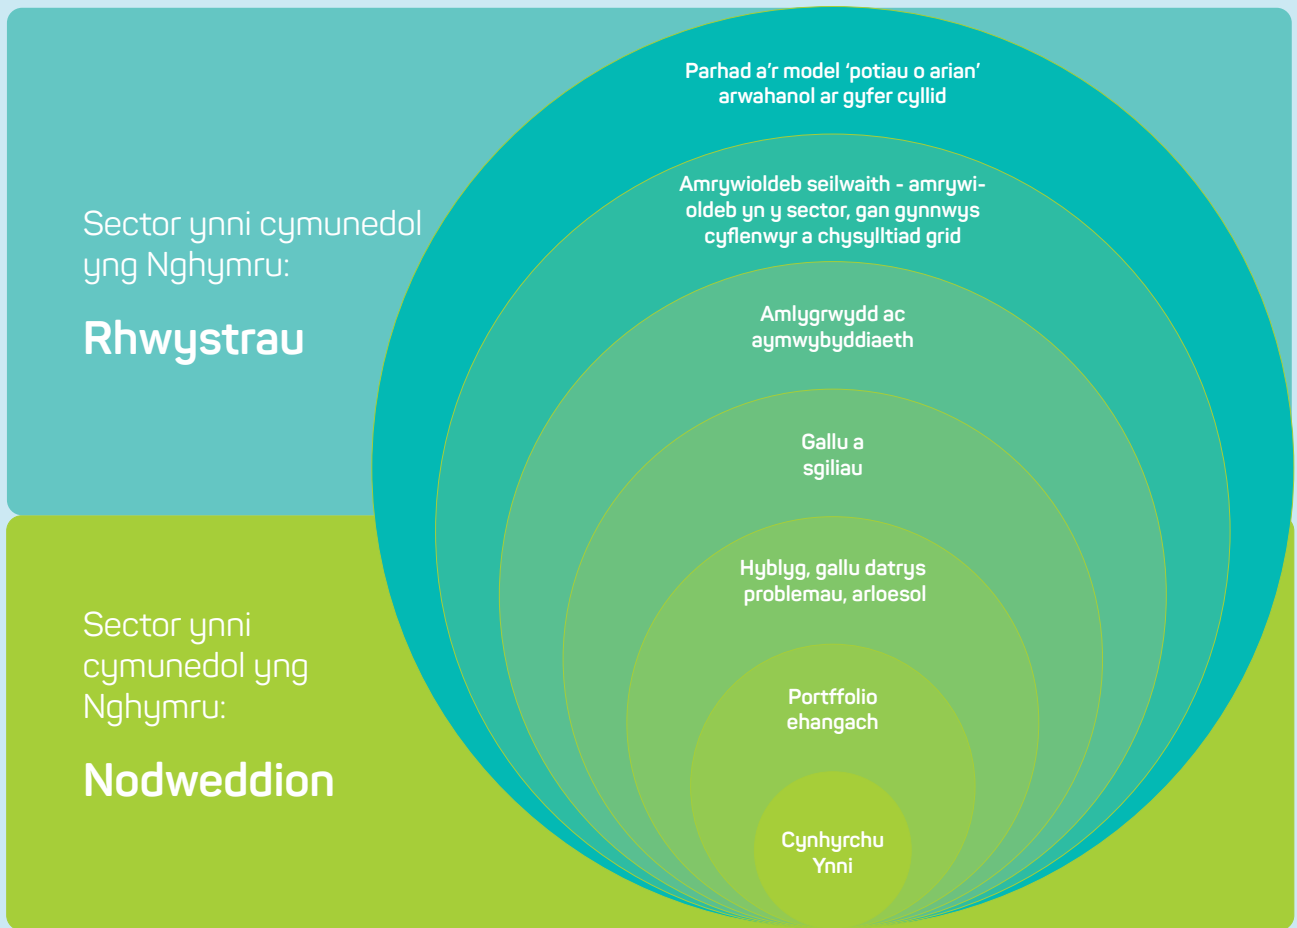 Sector ynni cymunedol
yng Nghymru:
Rhwystrau
Parhad a'r model ‘potiau o arian’
arwahanol ar gyfer cyllid
Amrywioldeb seilwaith - amrywi-
oldeb yn y sector, gan gynnwys
cyflenwyr a chysylltiad grid
Amlygrwydd ac
aymwybyddiaeth
Gallu a
sgiliau
Sector ynni
cymunedol yng
Nghymru:
Nodweddion
Hyblyg, gallu datrys
problemau, arloesol
Portffolio
ehangach
Cynhyrchu
Ynni